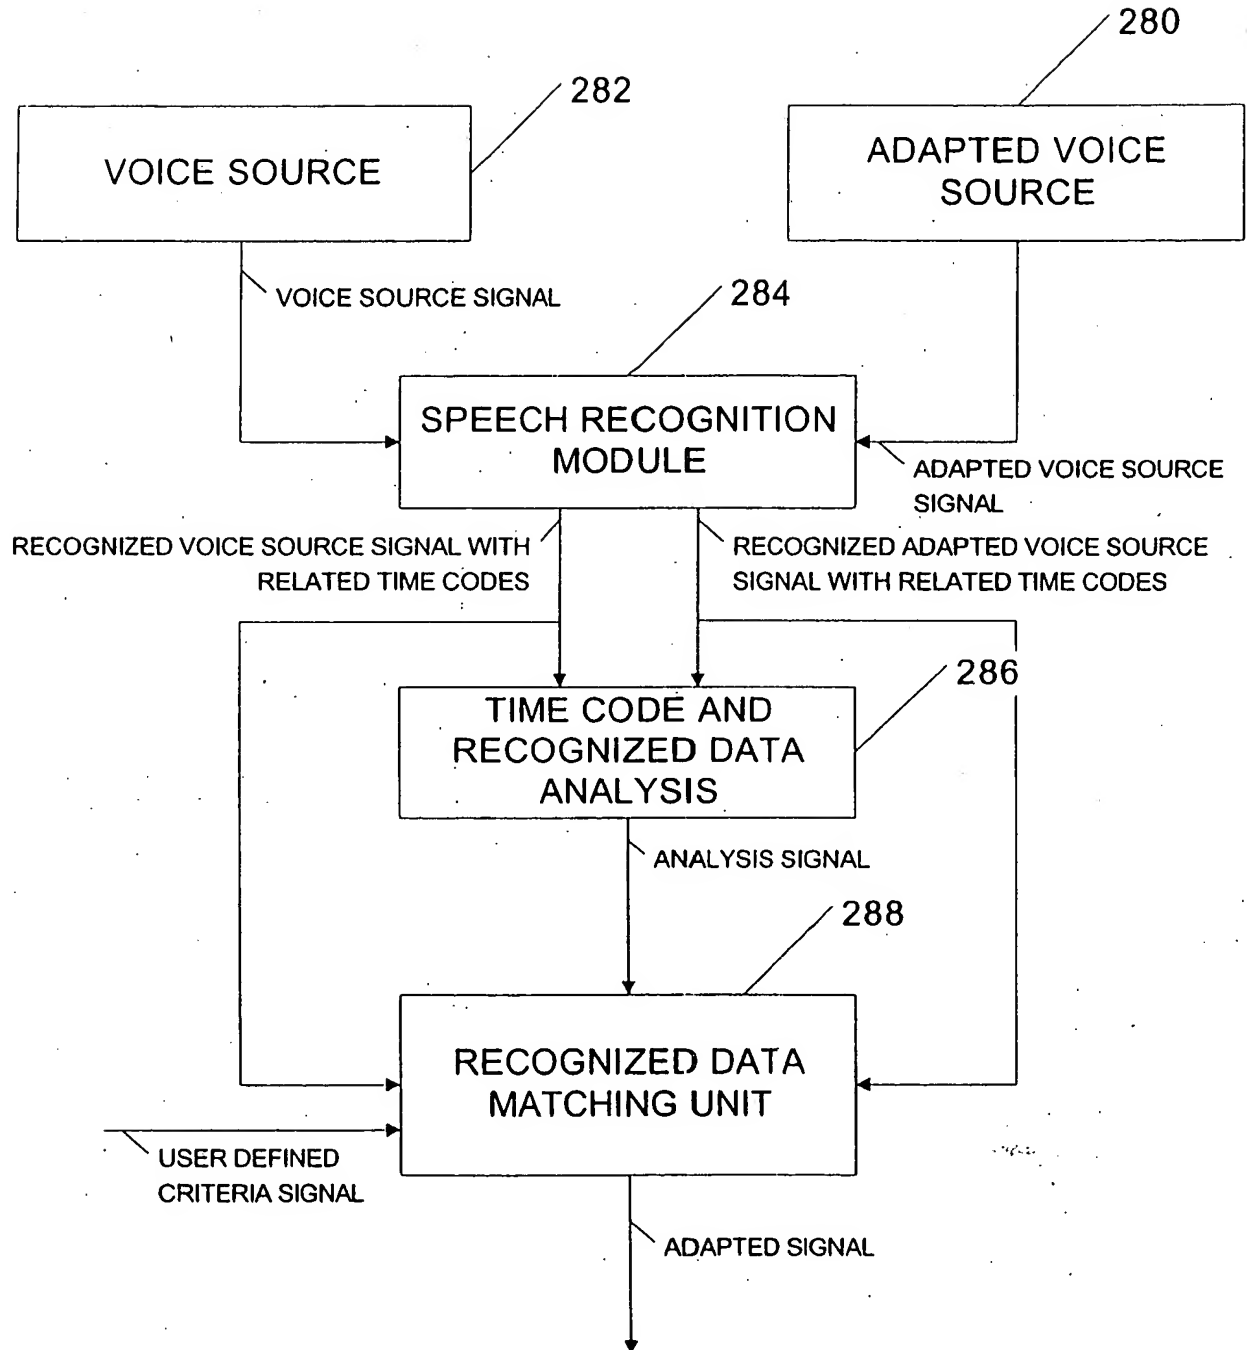 280
282
VOICE SOURCE
ADAPTED VOICE
SOURCE
VOICE SOURCE SIGNAL
284
SPEECH RECOGNITION
MODULE
ADAPTED VOICE SOURCE
SIGNAL
RECOGNIZED VOICE SOURCE SIGNAL WITH
RELATED TIME CODES
RECOGNIZED ADAPTED VOICE SOURCE
SIGNAL WITH RELATED TIME CODES
286
TIME CODE AND
RECOGNIZED DATA
ANALYSIS
ANALYSIS SIGNAL
288
RECOGNIZED DATA
MATCHING UNIT
USER DEFINED
CRITERIA SIGNAL
ADAPTED SIGNAL